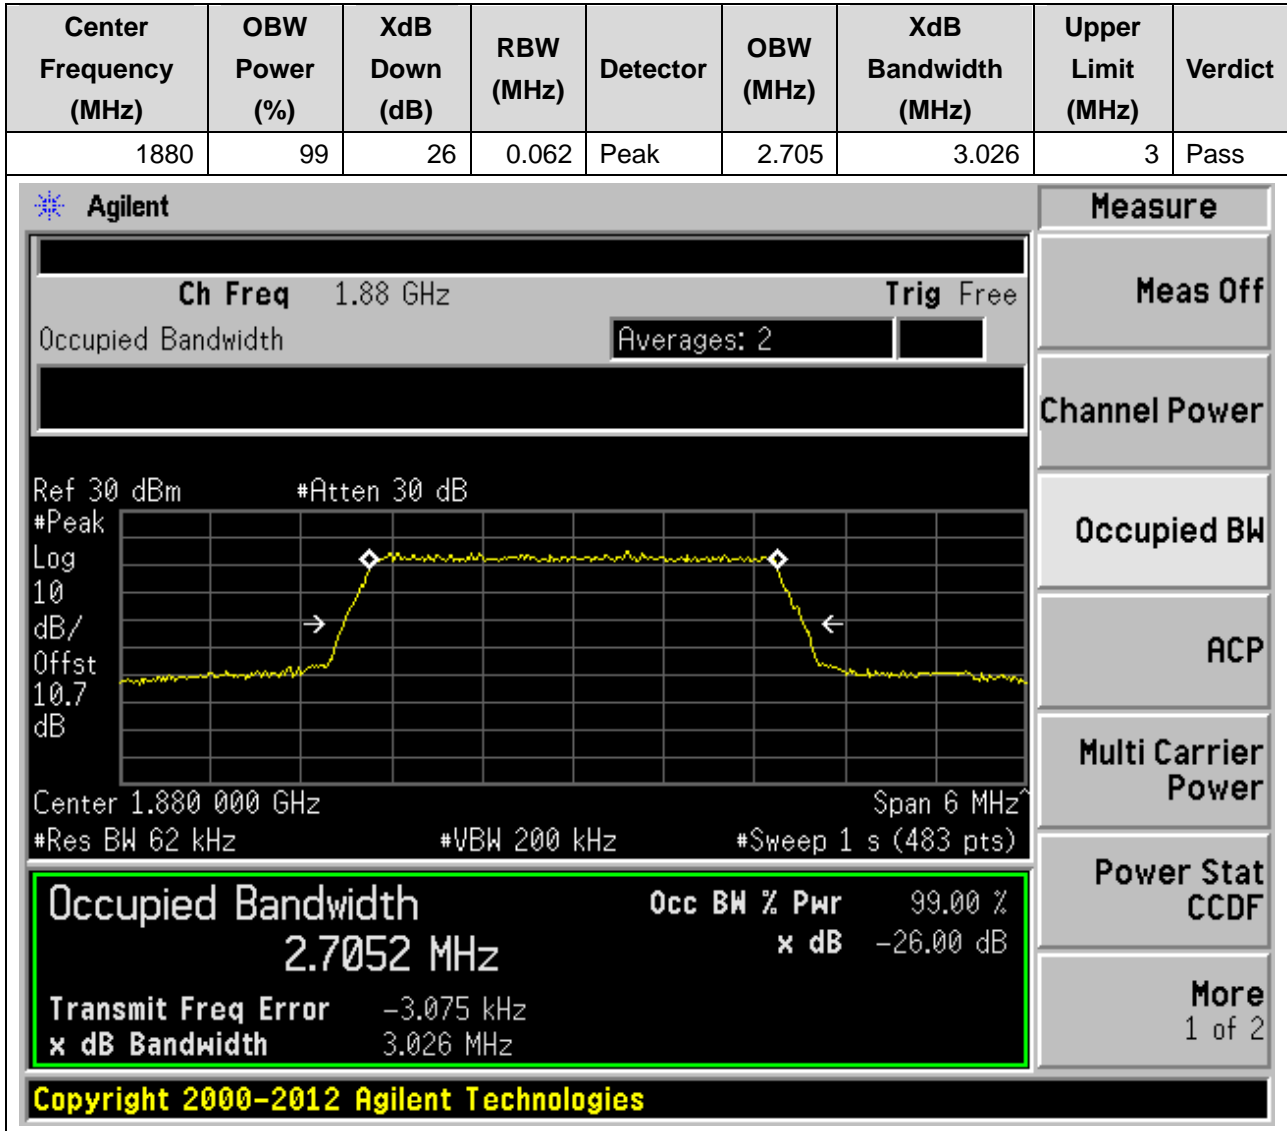 Center Frequency (MHz) | OBW Power (%) | XdB Down (dB) | RBW (MHz) | Detector | OBW (MHz) | XdB Bandwidth (MHz) | Upper Limit (MHz) | Verdict
1880 | 99 | 26 | 0.062 | Peak | 2.705 | 3.026 | 3 | Pass
Agilent
Measure
Ch Freq 1.88 GHz Trig Free
Meas Off
Occupied Bandwidth Averages: 2
Channel Power
Ref 30 dBm #Atten 30 dB
#Peak
Log
10
dB/
Offst
10.7
dB
Occupied BW
ACP
Multi Carrier
Power
Center 1.880 000 GHz Span 6 MHz^
#Res BW 62 kHz #VBW 200 kHz #Sweep 1 s (483 pts)
Power Stat
CCDF
Occupied Bandwidth Occ BW % Pwr 99.00 %
2.7052 MHz x dB -26.00 dB
Transmit Freq Error -3.075 kHz
x dB Bandwidth 3.026 MHz
More
1 of 2
Copyright 2000-2012 Agilent Technologies